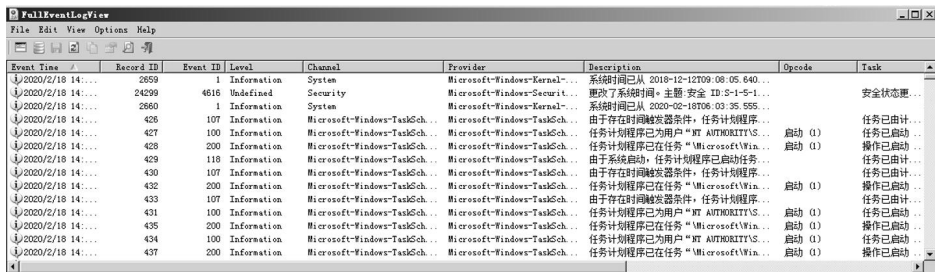 FullEventLogView
File Edit View Options Help
Event Time Record ID Event ID Level Channel Provider Description Opcode Task
2020/2/18 14:... 2659 1 Information System Microsoft-Windows-Kernel-... 系统时间已从 2018-12-12T09:08:05.640...
2020/2/18 14:... 24299 4616 Undefined Security Microsoft-Windows-Securit... 更改了系统时间。主题:安全 ID:S-1-5-1... 安全状态更...
2020/2/18 14:... 2660 1 Information System Microsoft-Windows-Kernel-... 系统时间已从 2020-02-18T06:03:35.555...
2020/2/18 14:... 426 107 Information Microsoft-Windows-TaskSch... Microsoft-Windows-TaskSch... 由于存在时间触发器条件，任务计划程序... 任务已由计...
2020/2/18 14:... 427 100 Information Microsoft-Windows-TaskSch... Microsoft-Windows-TaskSch... 任务计划程序已为用户“NT AUTHORITY\S... 启动 (1) 任务已启动 ...
2020/2/18 14:... 428 200 Information Microsoft-Windows-TaskSch... Microsoft-Windows-TaskSch... 任务计划程序已在任务“\Microsoft\Win... 启动 (1) 操作已启动 ...
2020/2/18 14:... 429 118 Information Microsoft-Windows-TaskSch... Microsoft-Windows-TaskSch... 由于系统启动，任务计划程序已启动任务... 任务已由计...
2020/2/18 14:... 430 107 Information Microsoft-Windows-TaskSch... Microsoft-Windows-TaskSch... 由于存在时间触发器条件，任务计划程序... 任务已由计...
2020/2/18 14:... 432 200 Information Microsoft-Windows-TaskSch... Microsoft-Windows-TaskSch... 任务计划程序已在任务“\Microsoft\Win... 启动 (1) 操作已启动 ...
2020/2/18 14:... 433 107 Information Microsoft-Windows-TaskSch... Microsoft-Windows-TaskSch... 由于存在时间触发器条件，任务计划程序... 任务已由计...
2020/2/18 14:... 431 100 Information Microsoft-Windows-TaskSch... Microsoft-Windows-TaskSch... 任务计划程序已为用户“NT AUTHORITY\S... 启动 (1) 任务已启动 ...
2020/2/18 14:... 435 200 Information Microsoft-Windows-TaskSch... Microsoft-Windows-TaskSch... 任务计划程序已在任务“\Microsoft\Win... 启动 (1) 操作已启动 ...
2020/2/18 14:... 434 100 Information Microsoft-Windows-TaskSch... Microsoft-Windows-TaskSch... 任务计划程序已为用户“NT AUTHORITY\S... 启动 (1) 任务已启动 ...
2020/2/18 14:... 437 200 Information Microsoft-Windows-TaskSch... Microsoft-Windows-TaskSch... 任务计划程序已在任务“\Microsoft\Win... 启动 (1) 操作已启动 ...